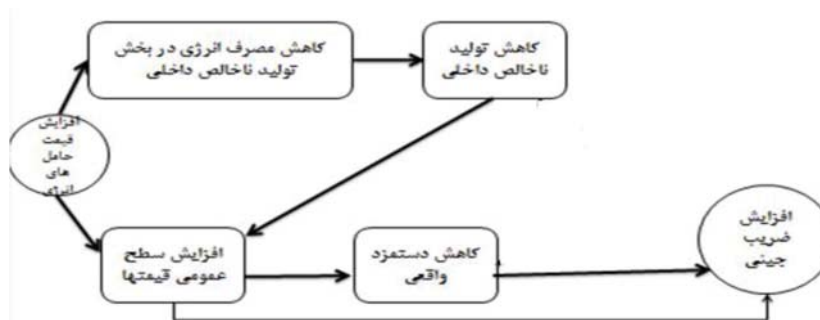 کاهش مصرف انرژی در بخش
تولید ناخالص داخلی
کاهش تولید
ناخالص داخلی
افزایش
قیمت
حامل
های
انرژی
افزایش سطح
عمومی قیمتها
کاهش دستمزد
واقعی
افزایش
ضریب
جینی